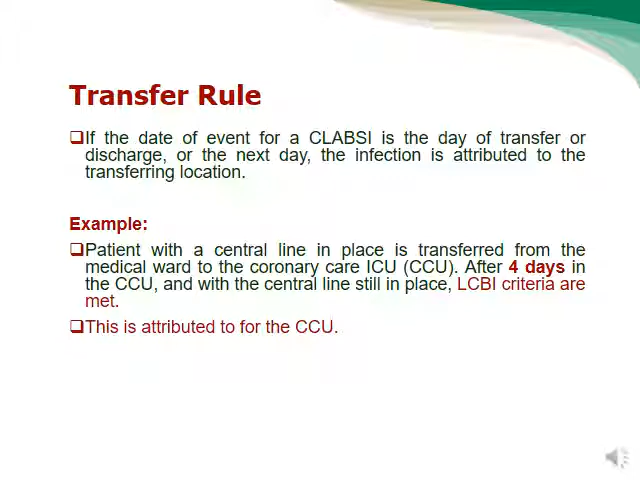 Transfer Rule
❑If the date of event for a CLABSI is the day of transfer or
discharge, or the next day, the infection is attributed to the
transferring location.
Example:
❑Patient with a central line in place is transferred from the
medical ward to the coronary care ICU (CCU). After 4 days in
the CCU, and with the central line still in place, LCBI criteria are
met.
❑This is attributed to for the CCU.